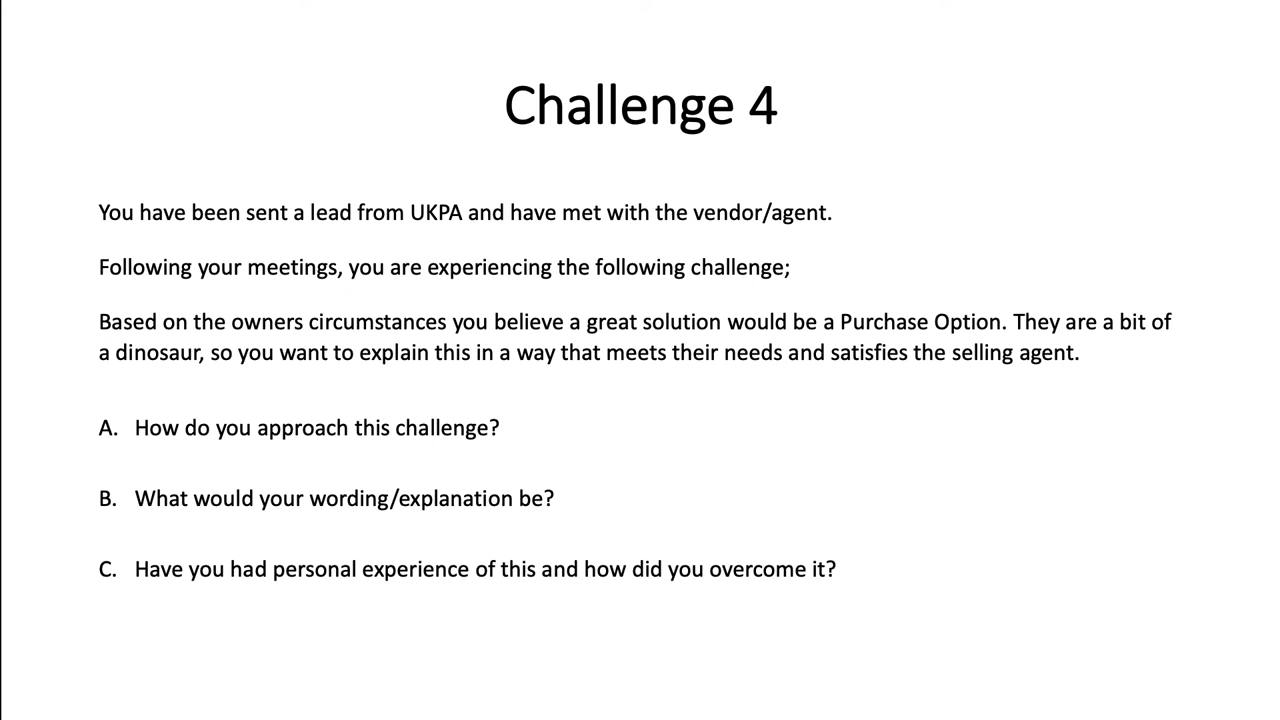 Challenge 4
You have been sent a lead from UKPA and have met with the vendor/agent.
Following your meetings, you are experiencing the following challenge;
Based on the owners circumstances you believe a great solution would be a Purchase Option. They are a bit of
a dinosaur, so you want to explain this in a way that meets their needs and satisfies the selling agent.
A. How do you approach this challenge?
B. What would your wording/explanation be?
C. Have you had personal experience of this and how did you overcome it?